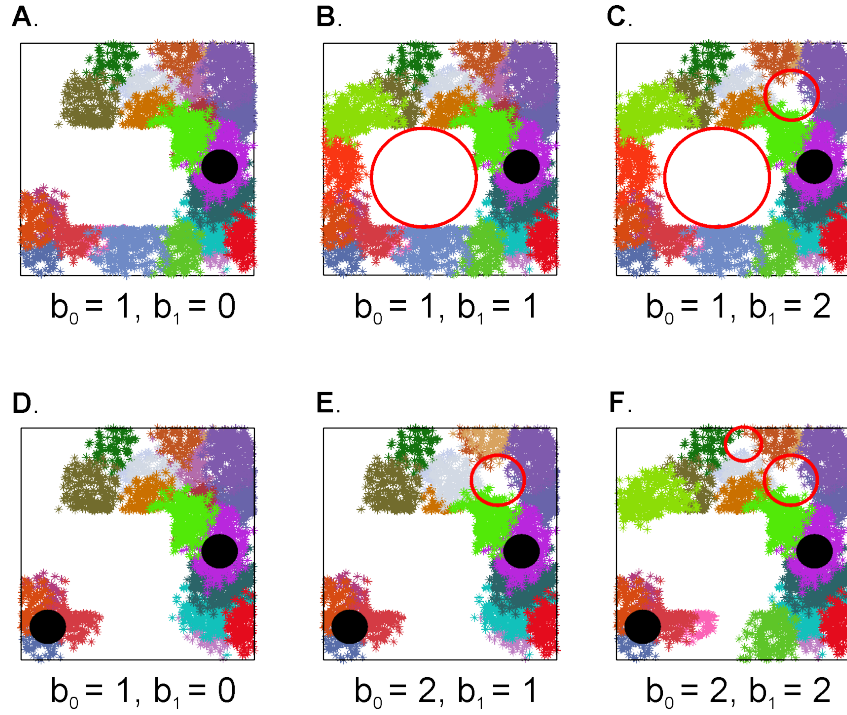 A.
B.
C.
b₀ = 1, b₁ = 0
b₀ = 1, b₁ = 1
b₀ = 1, b₁ = 2
D.
E.
F.
b₀ = 1, b₁ = 0
b₀ = 2, b₁ = 1
b₀ = 2, b₁ = 2